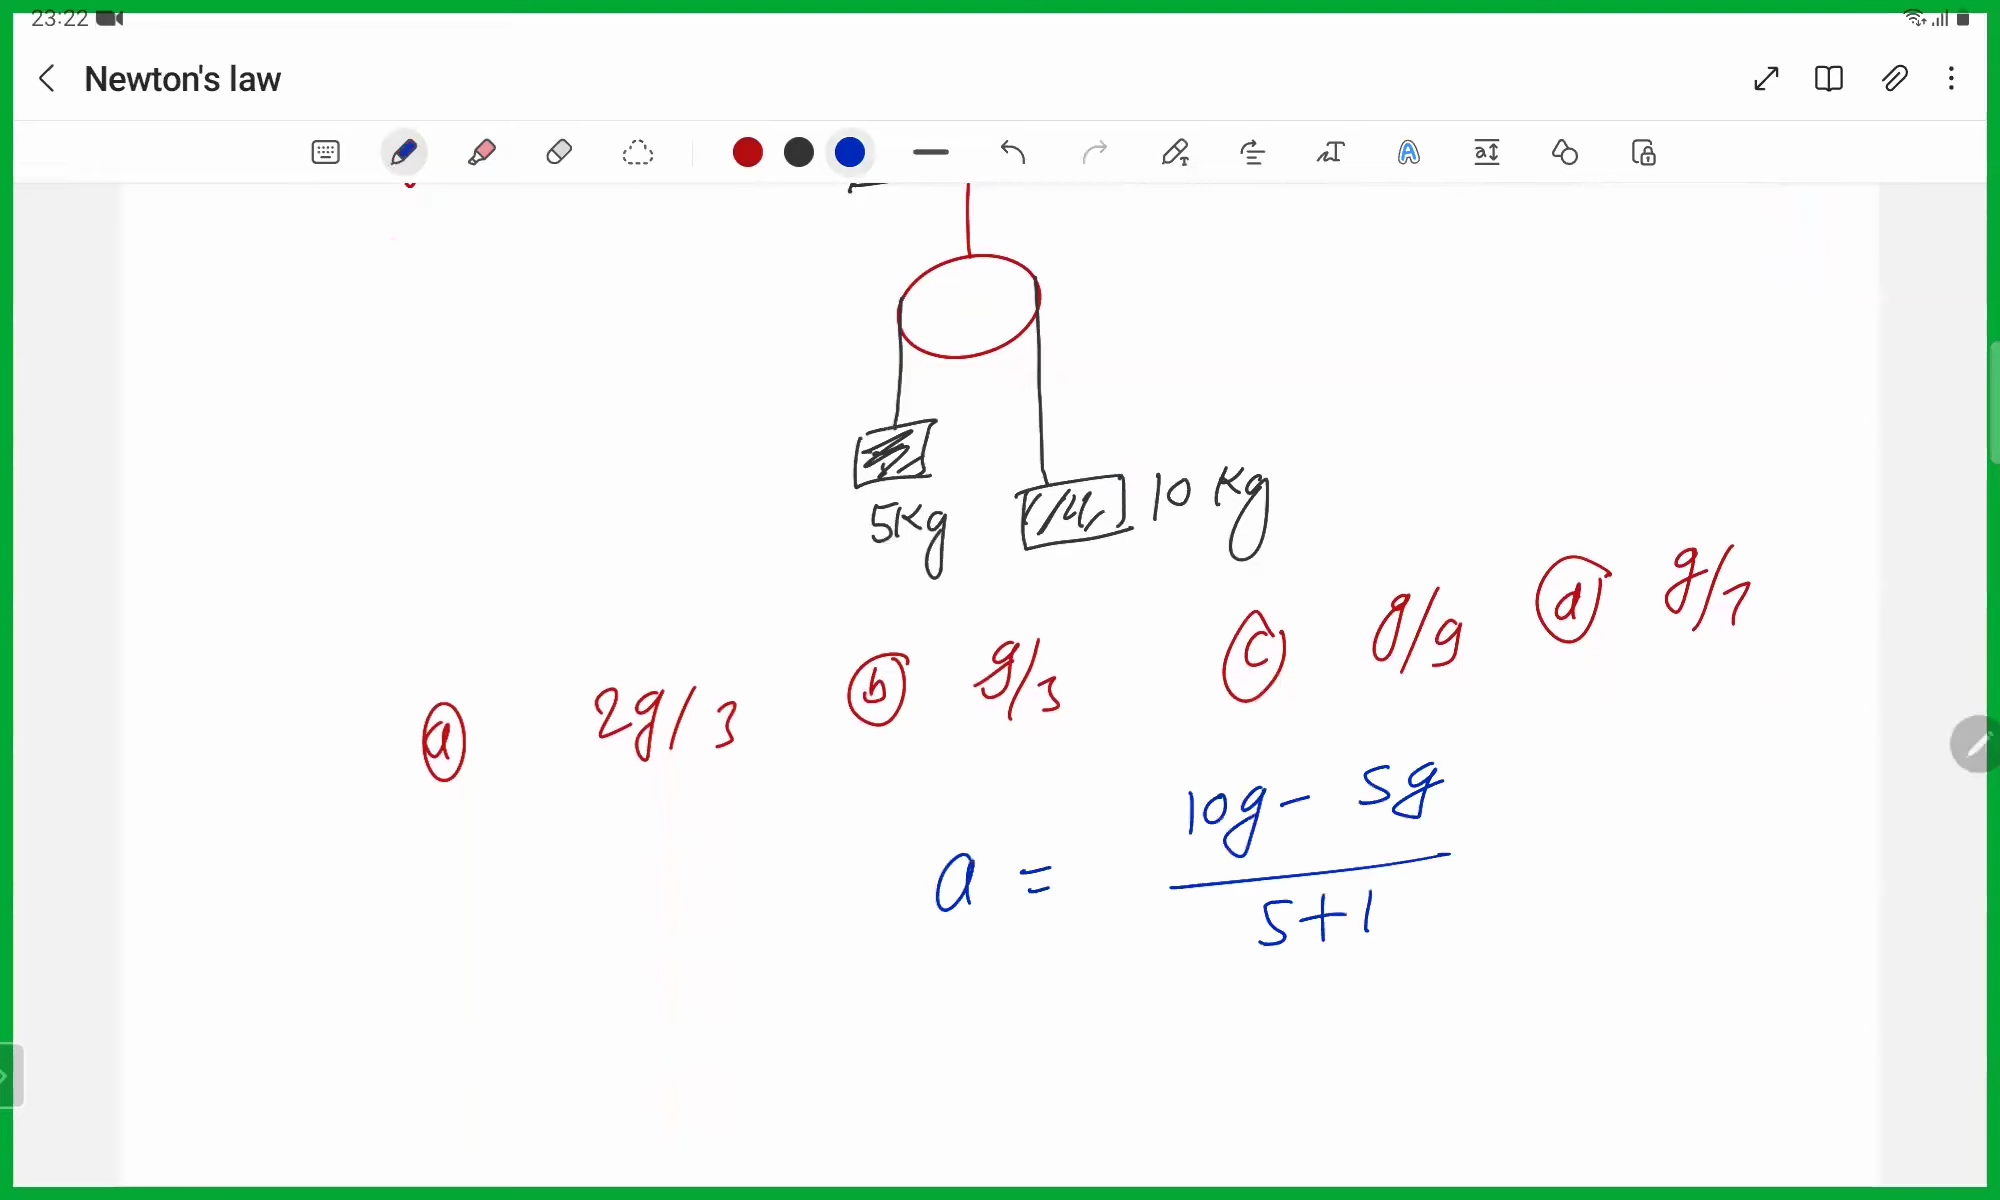 23:22
Newton's law
5Kg
10 Kg
a 2g/3 b g/3 c g/9 d g/7
a = 10g - 5g
5+1